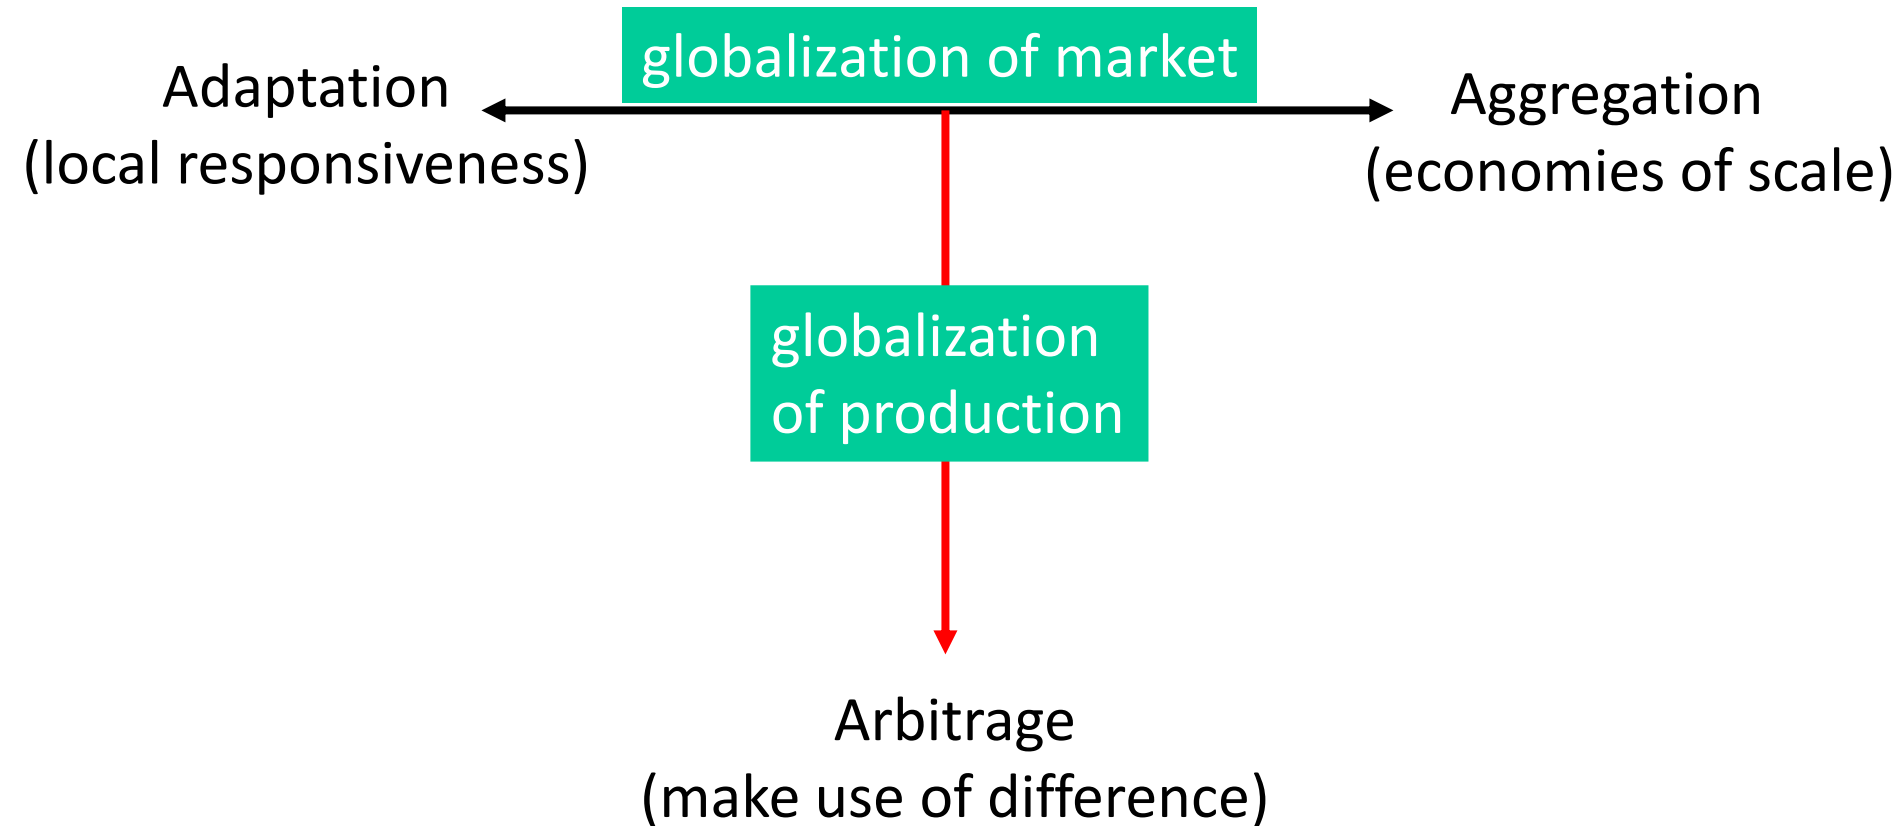 globalization of market
Adaptation
(local responsiveness)
Aggregation
(economies of scale)
globalization
of production
Arbitrage
(make use of difference)